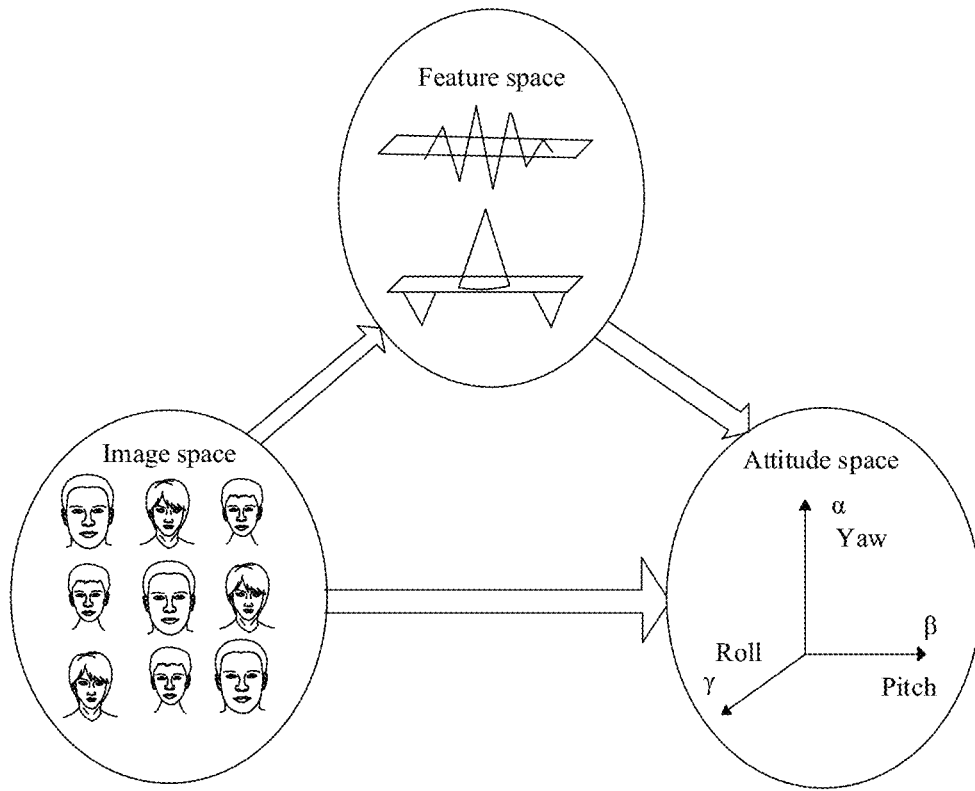 Feature space
Image space
Attitude space
α
Yaw
β
Roll
γ
Pitch